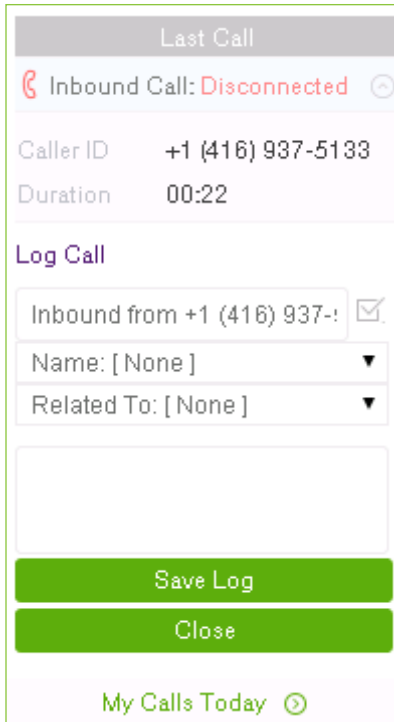 Last Call
Inbound Call: Disconnected
Caller ID +1 (416) 937-5133
Duration 00:22
Log Call
Inbound from +1 (416) 937-
Name: [ None ]
Related To: [ None ]
Save Log
Close
My Calls Today